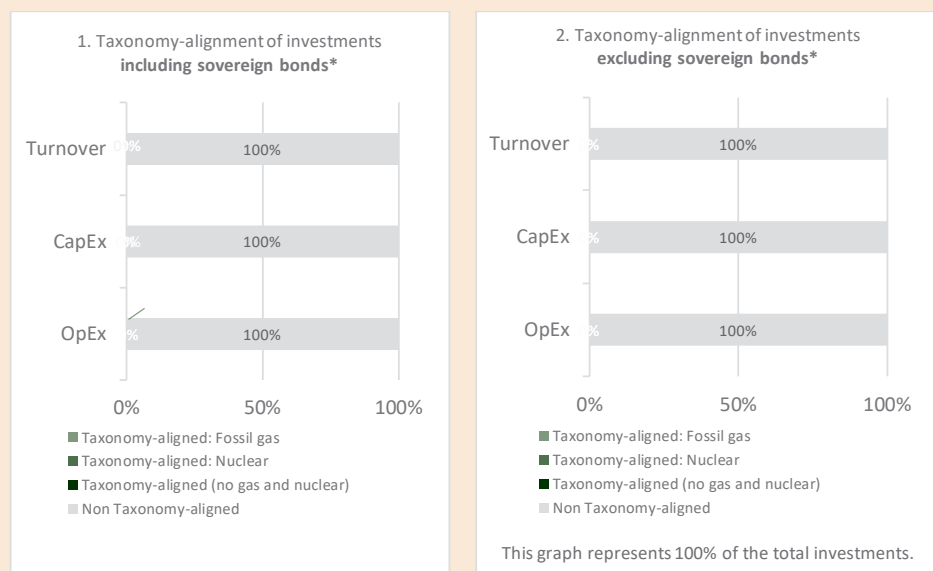 1. Taxonomy-alignment of investments
including sovereign bonds*
Turnover
100%
CapEx
100%
OpEx
100%
0% 50% 100%
Taxonomy-aligned: Fossil gas
Taxonomy-aligned: Nuclear
Taxonomy-aligned (no gas and nuclear)
Non Taxonomy-aligned
2. Taxonomy-alignment of investments
excluding sovereign bonds*
Turnover
100%
CapEx
100%
OpEx
100%
0% 50% 100%
Taxonomy-aligned: Fossil gas
Taxonomy-aligned: Nuclear
Taxonomy-aligned (no gas and nuclear)
Non Taxonomy-aligned
This graph represents 100% of the total investments.